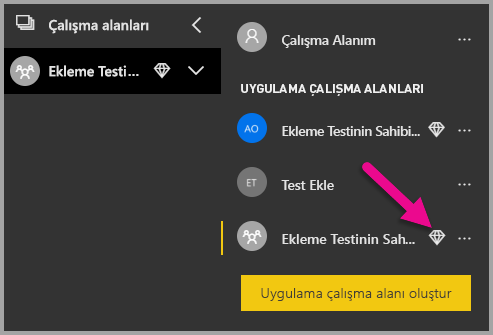 Çalışma alanları
Ekleme Testi...
Çalışma Alanım
UYGULAMA ÇALIŞMA ALANLARI
AO Ekleme Testinin Sahibi...
ET Test Ekle
Ekleme Testinin Sah...
Uygulama çalışma alanı oluştur